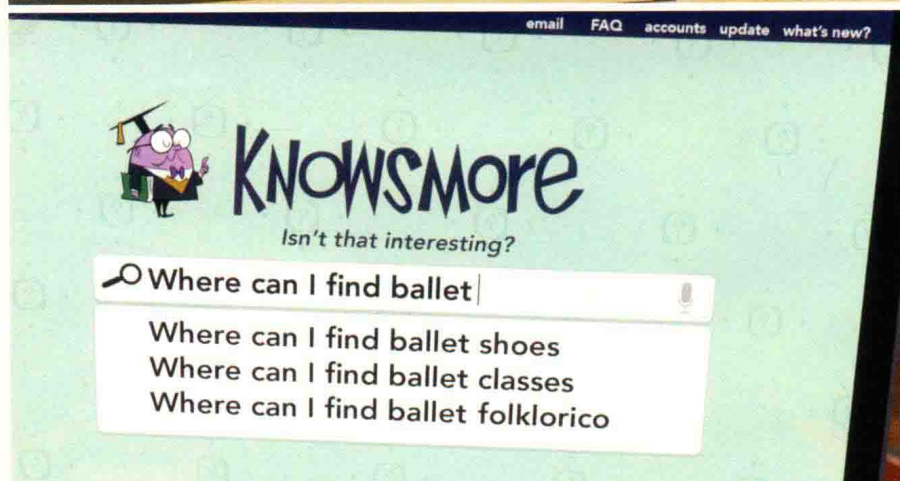 email FAQ accounts update what's new?
KNOWSMORE
Isn't that interesting?
Where can I find ballet
Where can I find ballet shoes
Where can I find ballet classes
Where can I find ballet folklorico